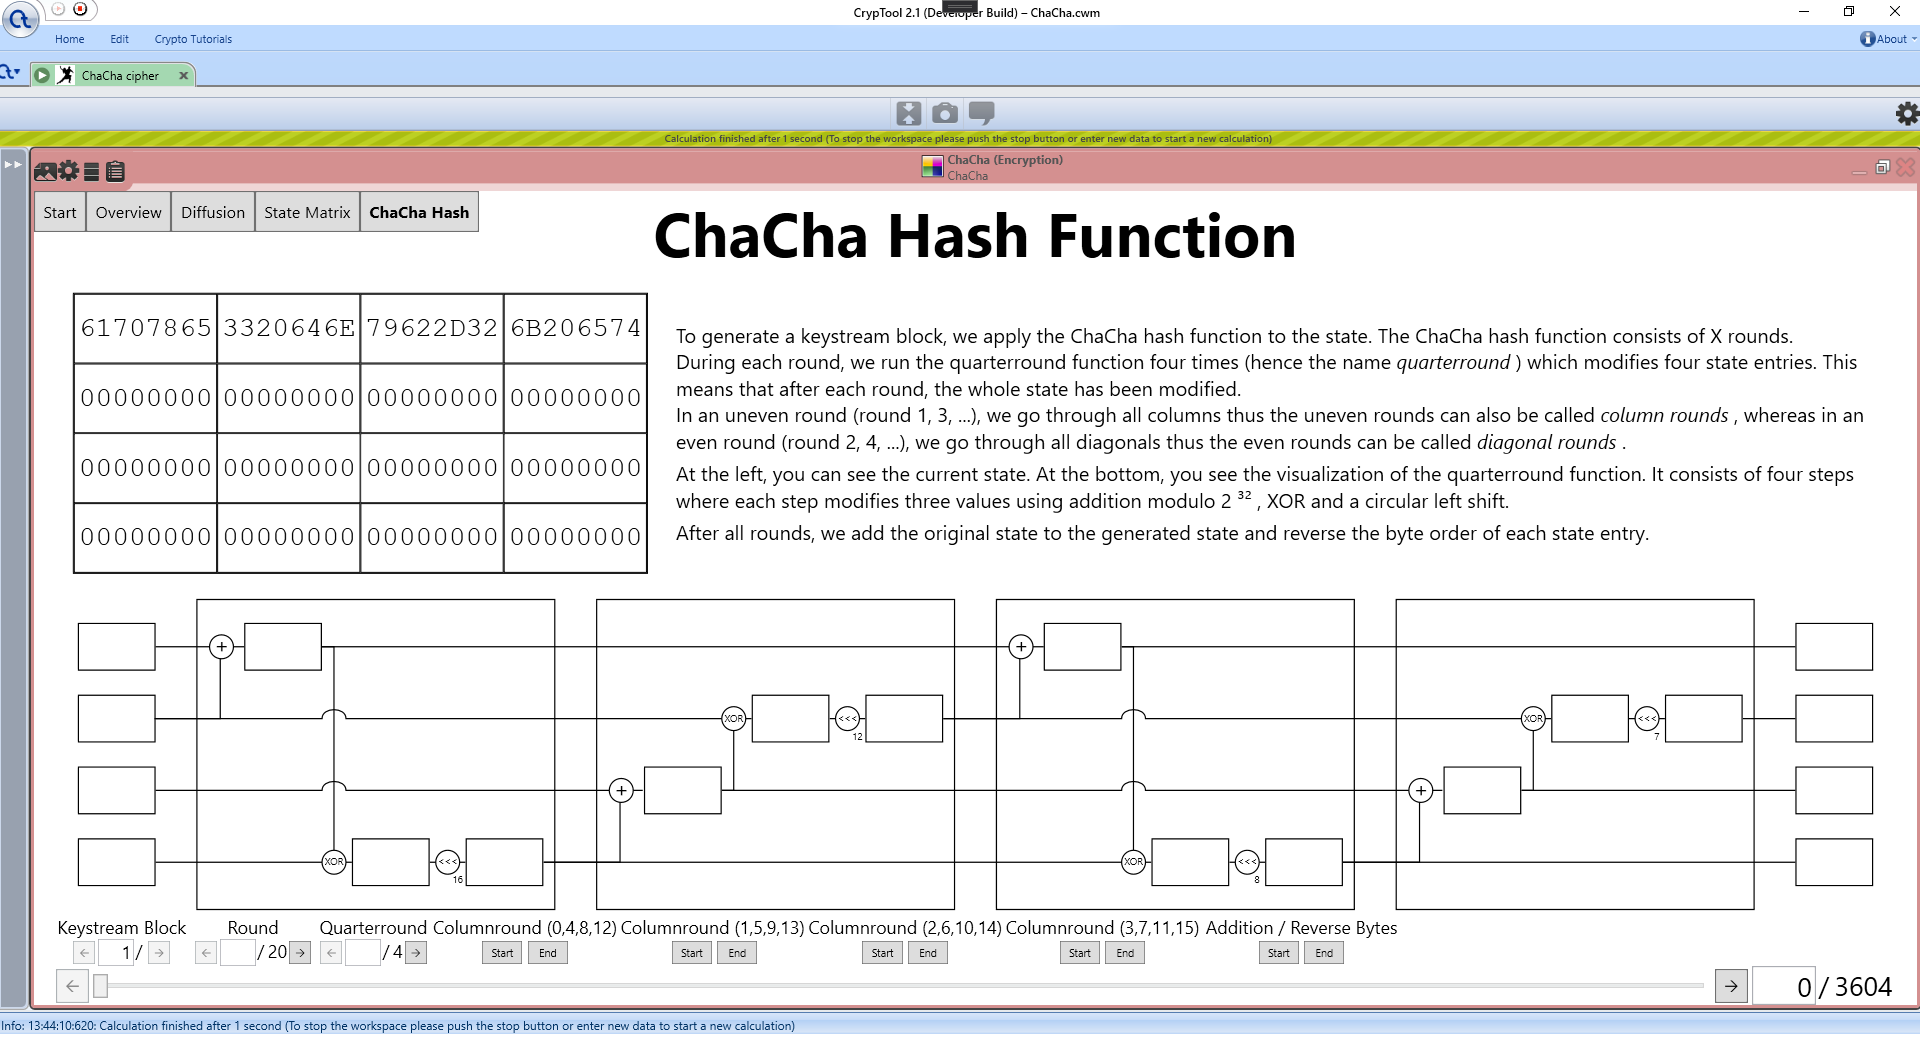 CrypTool 2.1 (Developer Build) – ChaCha.cwm
Home Edit Crypto Tutorials
About
ChaCha cipher
Calculation finished after 1 second (To stop the workspace please push the stop button or enter new data to start a new calculation)
ChaCha (Encryption)
ChaCha
Start Overview Diffusion State Matrix ChaCha Hash
ChaCha Hash Function
61707865 3320646E 79622D32 6B206574
00000000 00000000 00000000 00000000
00000000 00000000 00000000 00000000
00000000 00000000 00000000 00000000
To generate a keystream block, we apply the ChaCha hash function to the state. The ChaCha hash function consists of X rounds.
During each round, we run the quarterround function four times (hence the name quarterround ) which modifies four state entries. This
means that after each round, the whole state has been modified.
In an uneven round (round 1, 3, ...), we go through all columns thus the uneven rounds can also be called column rounds , whereas in an
even round (round 2, 4, ...), we go through all diagonals thus the even rounds can be called diagonal rounds .
At the left, you can see the current state. At the bottom, you see the visualization of the quarterround function. It consists of four steps
where each step modifies three values using addition modulo 2 ³² , XOR and a circular left shift.
After all rounds, we add the original state to the generated state and reverse the byte order of each state entry.
+ +
XOR <<< 12 XOR <<< 7
+ +
XOR <<< 16 XOR <<< 8
Keystream Block Round Quarterround Columnround (0,4,8,12) Columnround (1,5,9,13) Columnround (2,6,10,14) Columnround (3,7,11,15) Addition / Reverse Bytes
← 1 / → ← / 20 → ← / 4 → Start End Start End Start End Start End Start End
← → 0 / 3604
Info: 13:44:10:620: Calculation finished after 1 second (To stop the workspace please push the stop button or enter new data to start a new calculation)